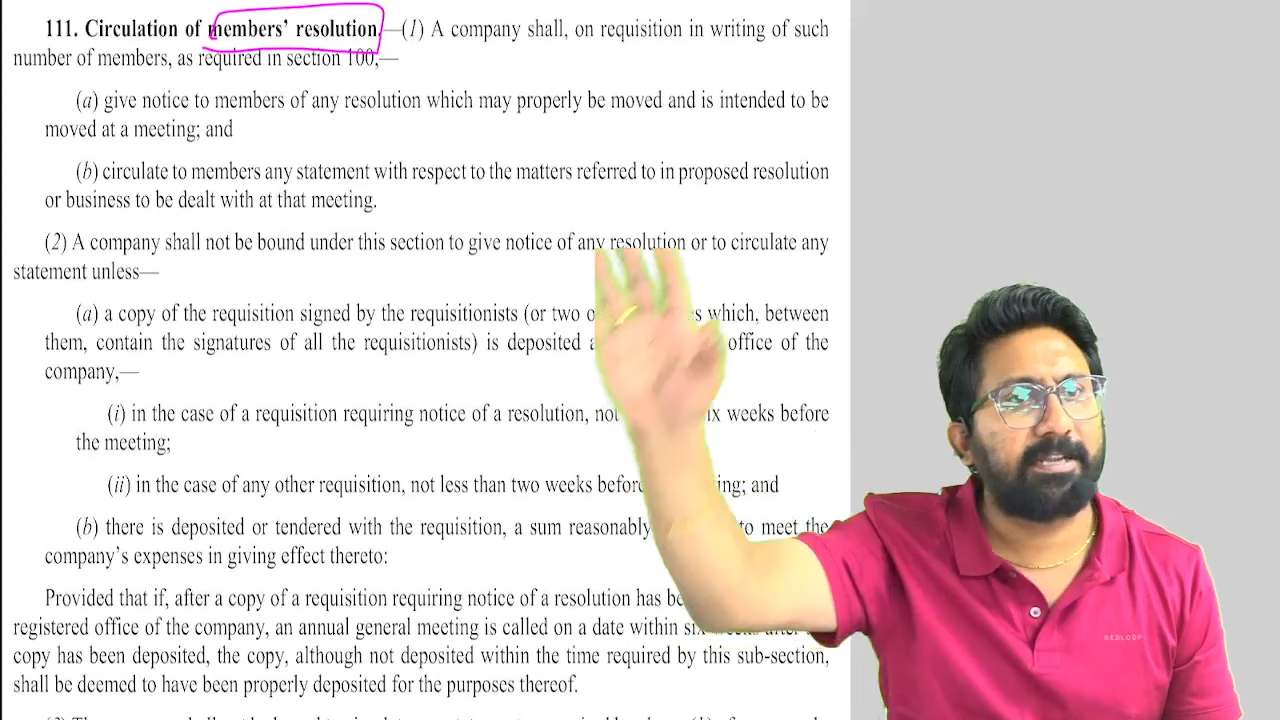 111. Circulation of members’ resolution.—(1) A company shall, on requisition in writing of such
number of members, as required in section 100,—
(a) give notice to members of any resolution which may properly be moved and is intended to be
moved at a meeting; and
(b) circulate to members any statement with respect to the matters referred to in proposed resolution
or business to be dealt with at that meeting.
(2) A company shall not be bound under this section to give notice of any resolution or to circulate any
statement unless—
(a) a copy of the requisition signed by the requisitionists (or two which, between
them, contain the signatures of all the requisitionists) is deposited office of the
company,—
(i) in the case of a requisition requiring notice of a resolution, weeks before
the meeting;
(ii) in the case of any other requisition, not less than two weeks before and
(b) there is deposited or tendered with the requisition, a sum reasonably to meet the
company’s expenses in giving effect thereto:
Provided that if, after a copy of a requisition requiring notice of a resolution has
registered office of the company, an annual general meeting is called on a date within
copy has been deposited, the copy, although not deposited within the time required by this sub-section,
shall be deemed to have been properly deposited for the purposes thereof.
REDLOOP